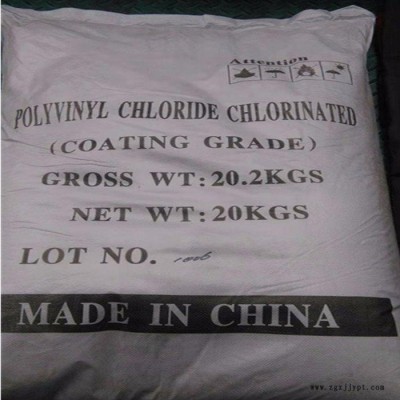 Attention
POLYVINYL CHLORIDE CHLORINATED
(COATING GRADE)
GROSS WT:20.2KGS
NET WT:20KGS
LOT NO.
MADE IN CHINA
www.zgzjjypt.com